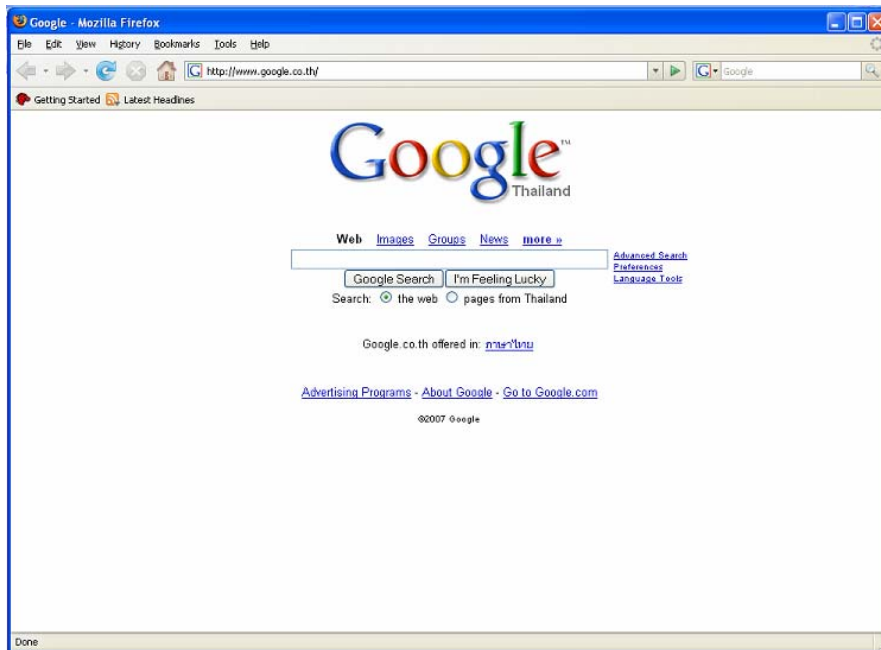 Google - Mozilla Firefox
File Edit View History Bookmarks Tools Help
http://www.google.co.th/ Google
Getting Started Latest Headlines
Google™
Thailand
Web Images Groups News more »
Advanced Search
Preferences
Language Tools
Google Search I'm Feeling Lucky
Search: the web pages from Thailand
Google.co.th offered in: ภาษาไทย
Advertising Programs - About Google - Go to Google.com
©2007 Google
Done